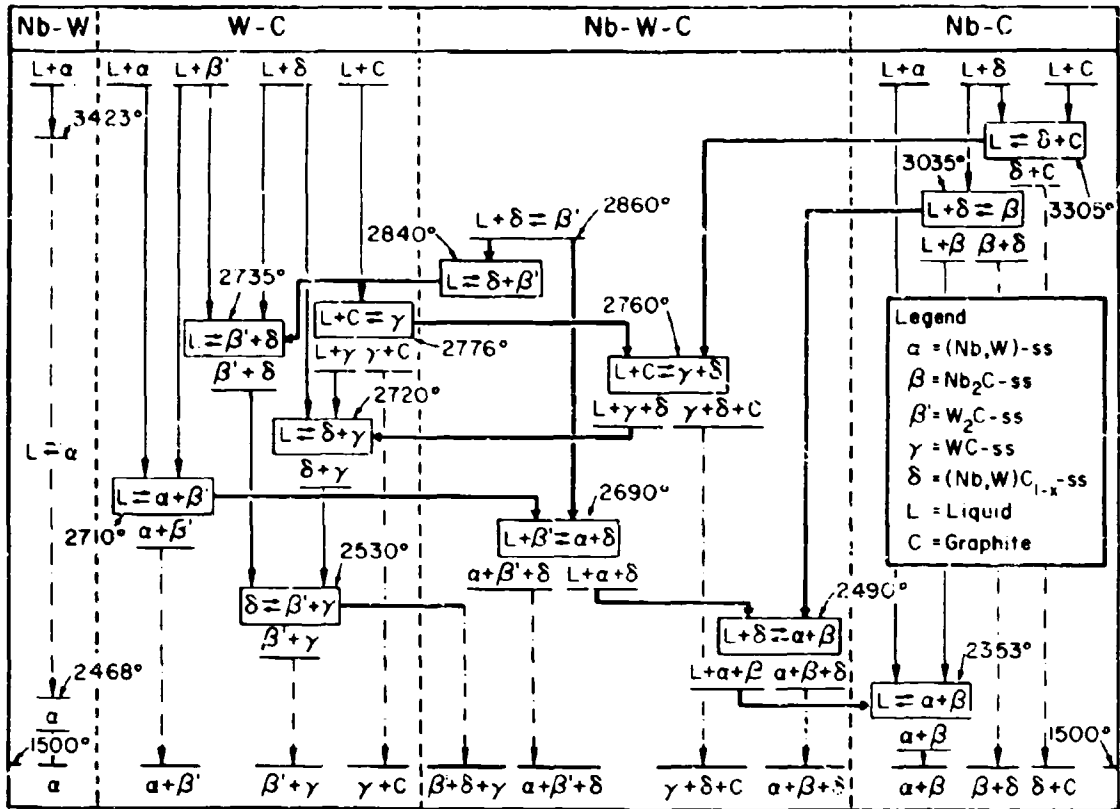 Nb-W W-C Nb-W-C Nb-C
L+α L+α L+β' L+δ L+C L+α L+δ L+C
3423°
L ⇌ δ+C
δ+C
3305°
3035°
L+δ ⇌ β
L+β β+δ
L+δ ⇌ β' 2860°
2840°
L ⇌ δ+β'
2735°
L ⇌ β'+δ
β'+δ
L+C ⇌ γ
2776°
L+γ γ+C
2760°
L+C ⇌ γ+δ
L+γ+δ γ+δ+C
2720°
L ⇌ δ+γ
δ+γ
L ⇌ α
L ⇌ α+β'
2710°
α+β'
2690°
L+β' ⇌ α+δ
α+β'+δ L+α+δ
2530°
δ ⇌ β'+γ
β'+γ
2490°
L+δ ⇌ α+β
L+α+β α+β+δ
2353°
L ⇌ α+β
α+β
2468°
α
1500° 1500°
α α+β' β'+γ γ+C β+δ+γ α+β'+δ γ+δ+C α+β+δ α+β β+δ δ+C
Legend
α = (Nb,W)-ss
β = Nb₂C-ss
β' = W₂C-ss
γ = WC-ss
δ = (Nb,W)C₁₋ₓ-ss
L = Liquid
C = Graphite